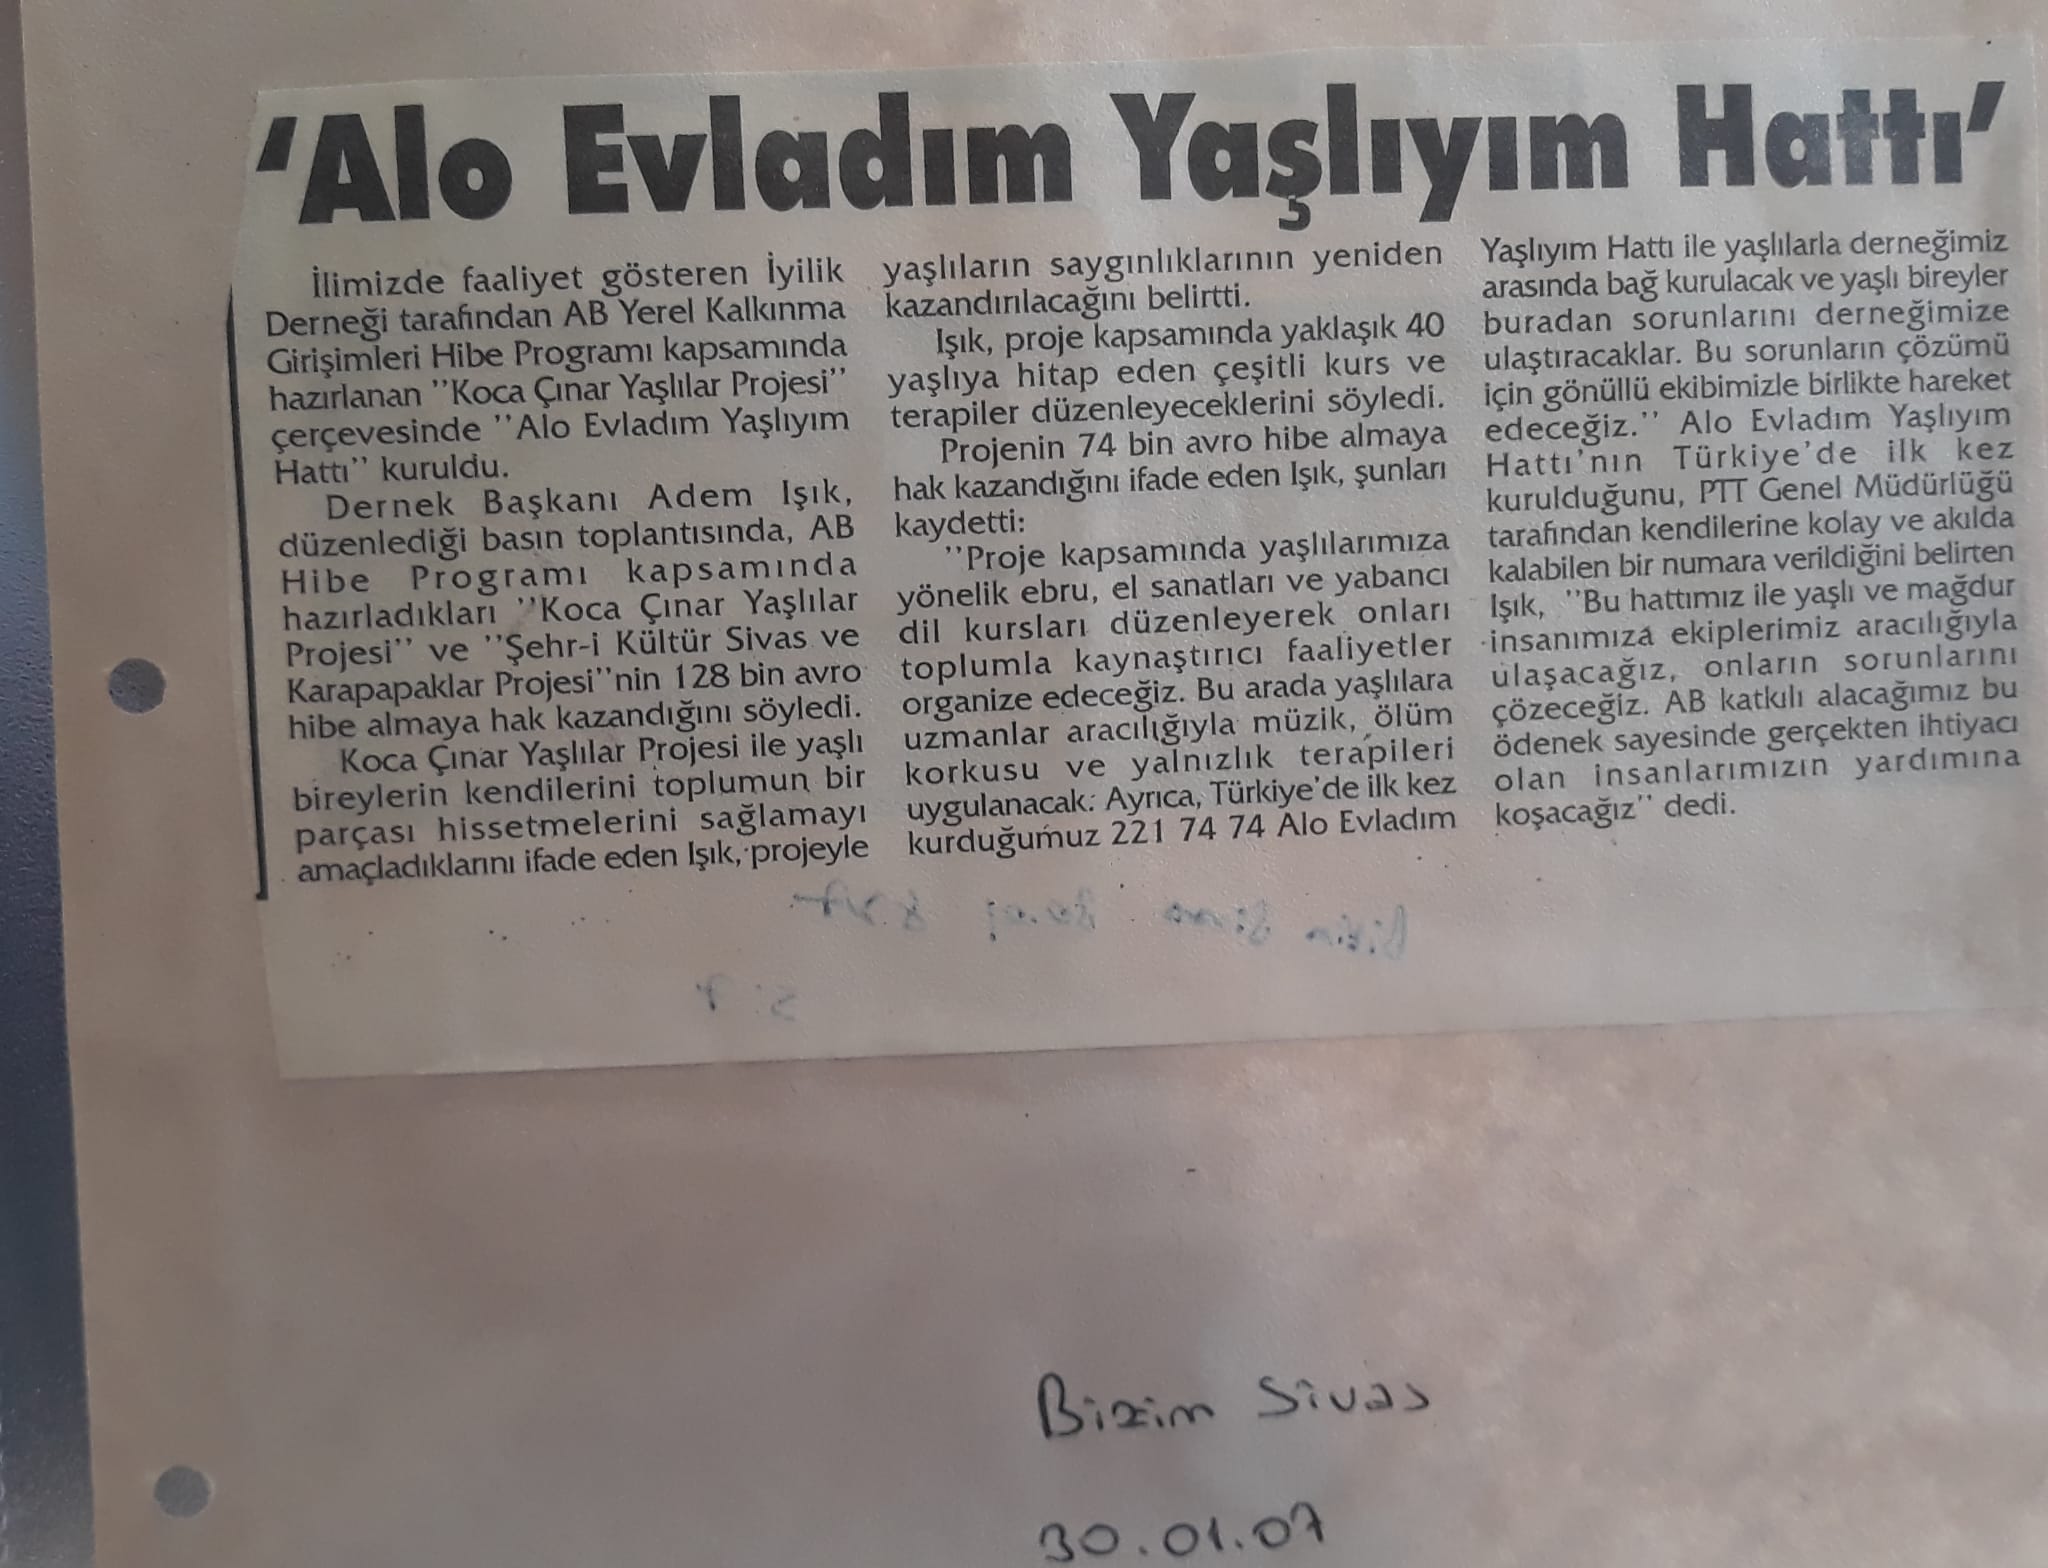 'Alo Evladım Yaşlıyım Hattı'
İlimizde faaliyet gösteren İyilik
Derneği tarafından AB Yerel Kalkınma
Girişimleri Hibe Programı kapsamında
hazırlanan ''Koca Çınar Yaşlılar Projesi''
çerçevesinde ''Alo Evladım Yaşlıyım
Hattı'' kuruldu.
Dernek Başkanı Adem Işık,
düzenlediği basın toplantısında, AB
Hibe Programı kapsamında
hazırladıkları ''Koca Çınar Yaşlılar
Projesi'' ve ''Şehr-i Kültür Sivas ve
Karapapaklar Projesi''nin 128 bin avro
hibe almaya hak kazandığını söyledi.
Koca Çınar Yaşlılar Projesi ile yaşlı
bireylerin kendilerini toplumun bir
parçası hissetmelerini sağlamayı
amaçladıklarını ifade eden Işık, projeyle
yaşlıların saygınlıklarının yeniden
kazandırılacağını belirtti.
Işık, proje kapsamında yaklaşık 40
yaşlıya hitap eden çeşitli kurs ve
terapiler düzenleyeceklerini söyledi.
Projenin 74 bin avro hibe almaya
hak kazandığını ifade eden Işık, şunları
kaydetti:
''Proje kapsamında yaşlılarımıza
yönelik ebru, el sanatları ve yabancı
dil kursları düzenleyerek onları
toplumla kaynaştırıcı faaliyetler
organize edeceğiz. Bu arada yaşlılara
uzmanlar aracılığıyla müzik, ölüm
korkusu ve yalnızlık terapileri
uygulanacak. Ayrıca, Türkiye'de ilk kez
kurduğumuz 221 74 74 Alo Evladım
Yaşlıyım Hattı ile yaşlılarla derneğimiz
arasında bağ kurulacak ve yaşlı bireyler
buradan sorunlarını derneğimize
ulaştıracaklar. Bu sorunların çözümü
için gönüllü ekibimizle birlikte hareket
edeceğiz.'' Alo Evladım Yaşlıyım
Hattı'nın Türkiye'de ilk kez
kurulduğunu, PTT Genel Müdürlüğü
tarafından kendilerine kolay ve akılda
kalabilen bir numara verildiğini belirten
Işık, ''Bu hattımız ile yaşlı ve mağdur
insanımıza ekiplerimiz aracılığıyla
ulaşacağız, onların sorunlarını
çözeceğiz. AB katkılı alacağımız bu
ödenek sayesinde gerçekten ihtiyacı
olan insanlarımızın yardımına
koşacağız'' dedi.
Bizim Sivas
30.01.07